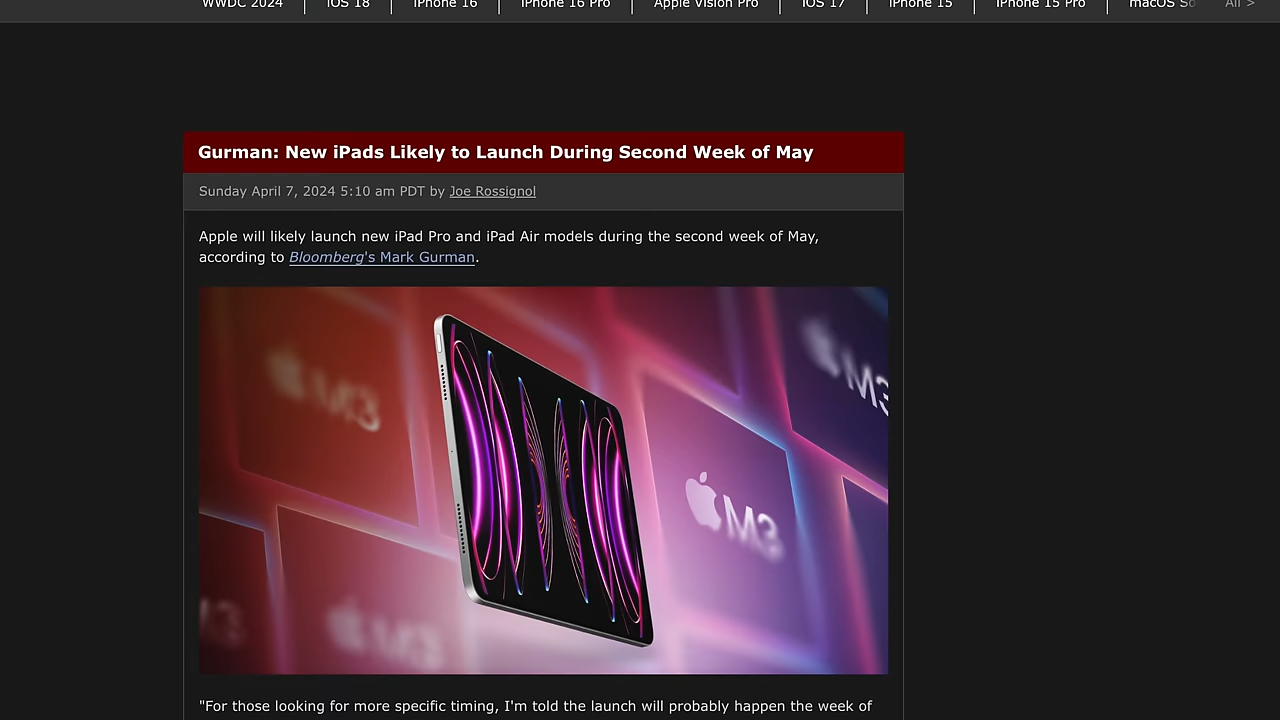 WWDC 2024 iOS 18 iPhone 16 iPhone 16 Pro Apple Vision Pro iOS 17 iPhone 15 iPhone 15 Pro macOS All >
Gurman: New iPads Likely to Launch During Second Week of May
Sunday April 7, 2024 5:10 am PDT by Joe Rossignol
Apple will likely launch new iPad Pro and iPad Air models during the second week of May,
according to Bloomberg's Mark Gurman.
M3
M3
M3
M3
M3
"For those looking for more specific timing, I'm told the launch will probably happen the week of